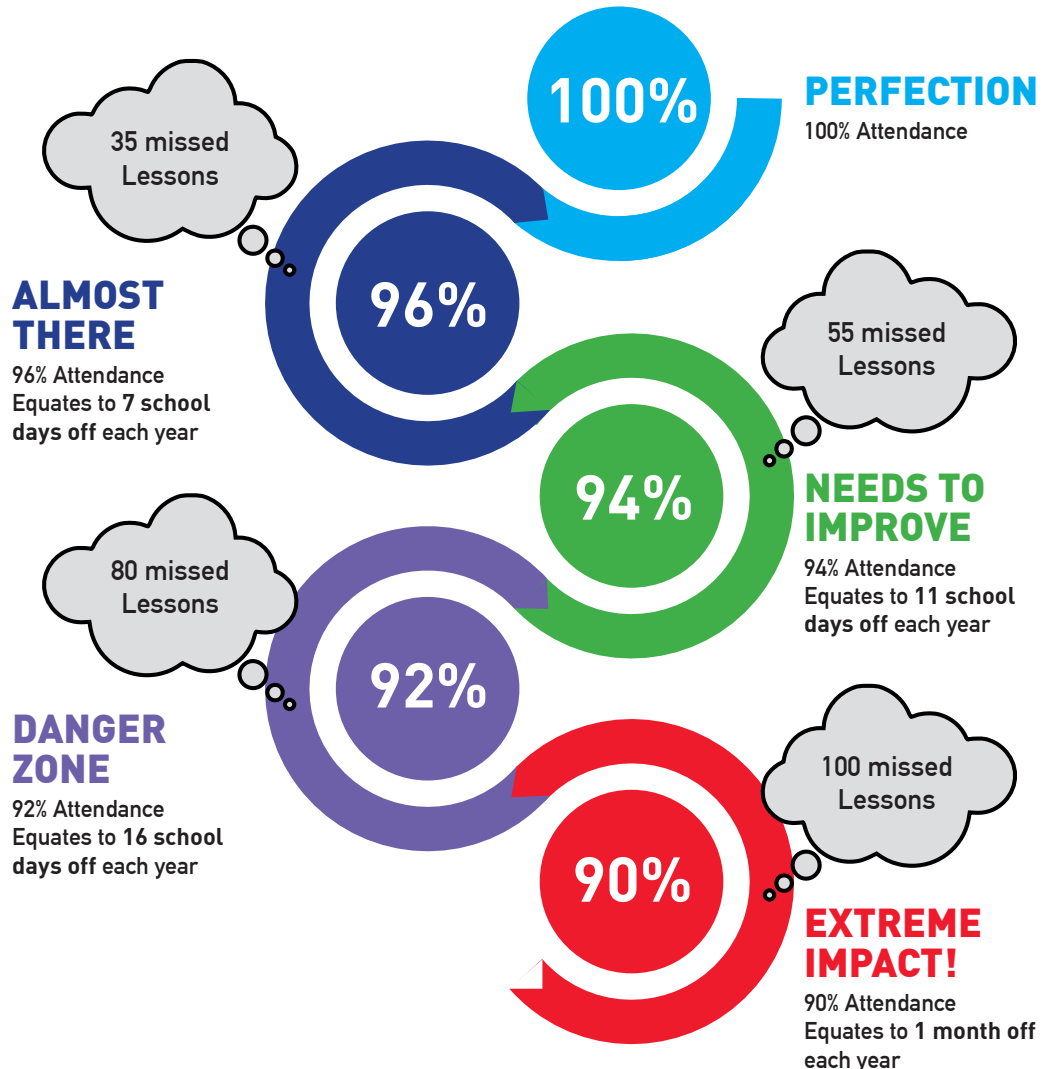 100%
PERFECTION
100% Attendance
35 missed
Lessons
96%
ALMOST
THERE
96% Attendance
Equates to 7 school
days off each year
55 missed
Lessons
94%
NEEDS TO
IMPROVE
94% Attendance
Equates to 11 school
days off each year
80 missed
Lessons
92%
DANGER
ZONE
92% Attendance
Equates to 16 school
days off each year
100 missed
Lessons
90%
EXTREME
IMPACT!
90% Attendance
Equates to 1 month off
each year